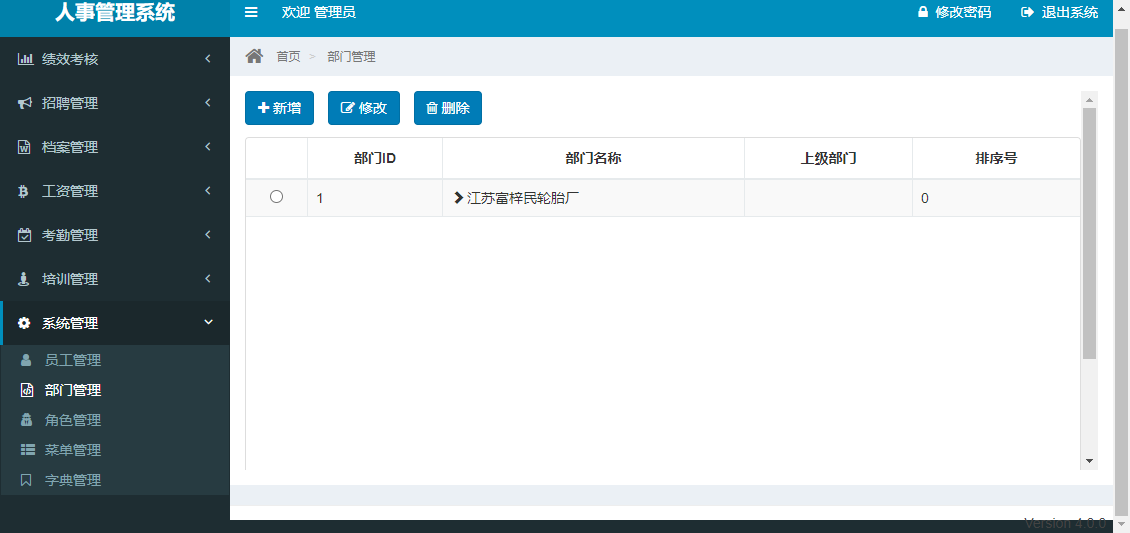 人事管理系统
欢迎 管理员
修改密码
退出系统
绩效考核
招聘管理
档案管理
工资管理
考勤管理
培训管理
系统管理
员工管理
部门管理
角色管理
菜单管理
字典管理
首页 > 部门管理
新增 修改 删除
部门ID 部门名称 上级部门 排序号
1 江苏富梓民轮胎厂 0
Version 4.0.0